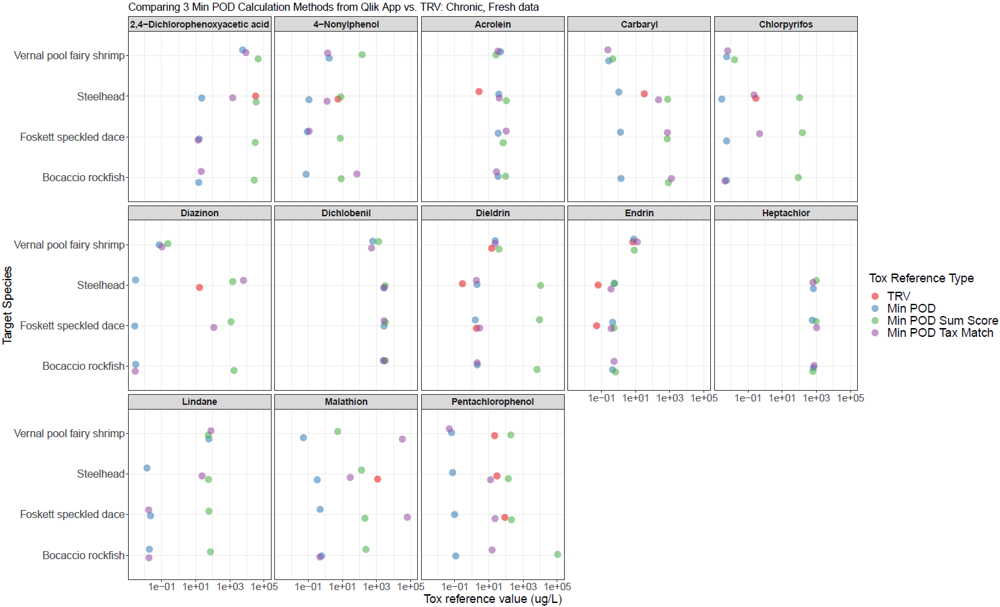 Comparing 3 Min POD Calculation Methods from Qlik App vs. TRV: Chronic, Fresh data
2,4−Dichlorophenoxyacetic acid
4−Nonylphenol
Acrolein
Carbaryl
Chlorpyrifos
Vernal pool fairy shrimp
Steelhead
Foskett speckled dace
Bocaccio rockfish
Diazinon
Dichlobenil
Dieldrin
Endrin
Heptachlor
Vernal pool fairy shrimp
Steelhead
Foskett speckled dace
Bocaccio rockfish
1e−01 1e+01 1e+03 1e+05
1e−01 1e+01 1e+03 1e+05
Lindane
Malathion
Pentachlorophenol
Vernal pool fairy shrimp
Steelhead
Foskett speckled dace
Bocaccio rockfish
1e−01 1e+01 1e+03 1e+05
1e−01 1e+01 1e+03 1e+05
1e−01 1e+01 1e+03 1e+05
Tox reference value (ug/L)
Target Species
Tox Reference Type
TRV
Min POD
Min POD Sum Score
Min POD Tax Match